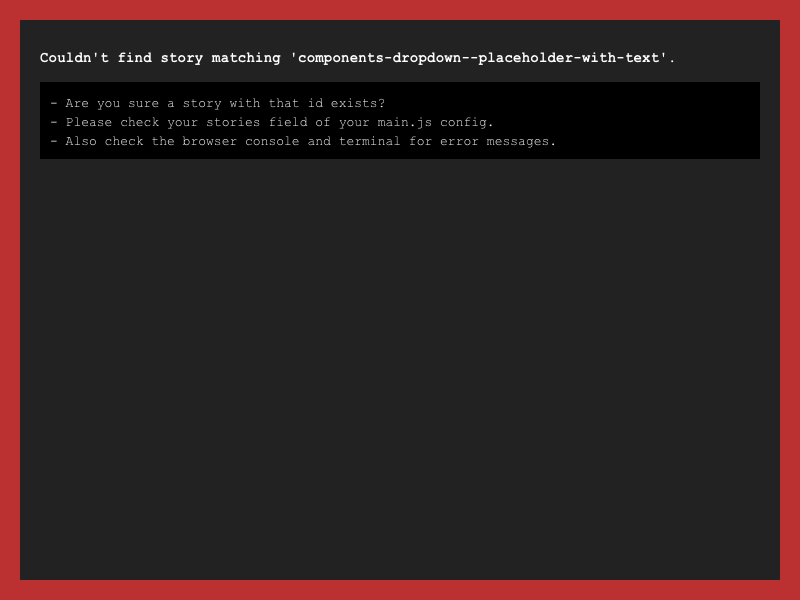 Couldn't find story matching 'components-dropdown--placeholder-with-text'.
- Are you sure a story with that id exists?
- Please check your stories field of your main.js config.
- Also check the browser console and terminal for error messages.